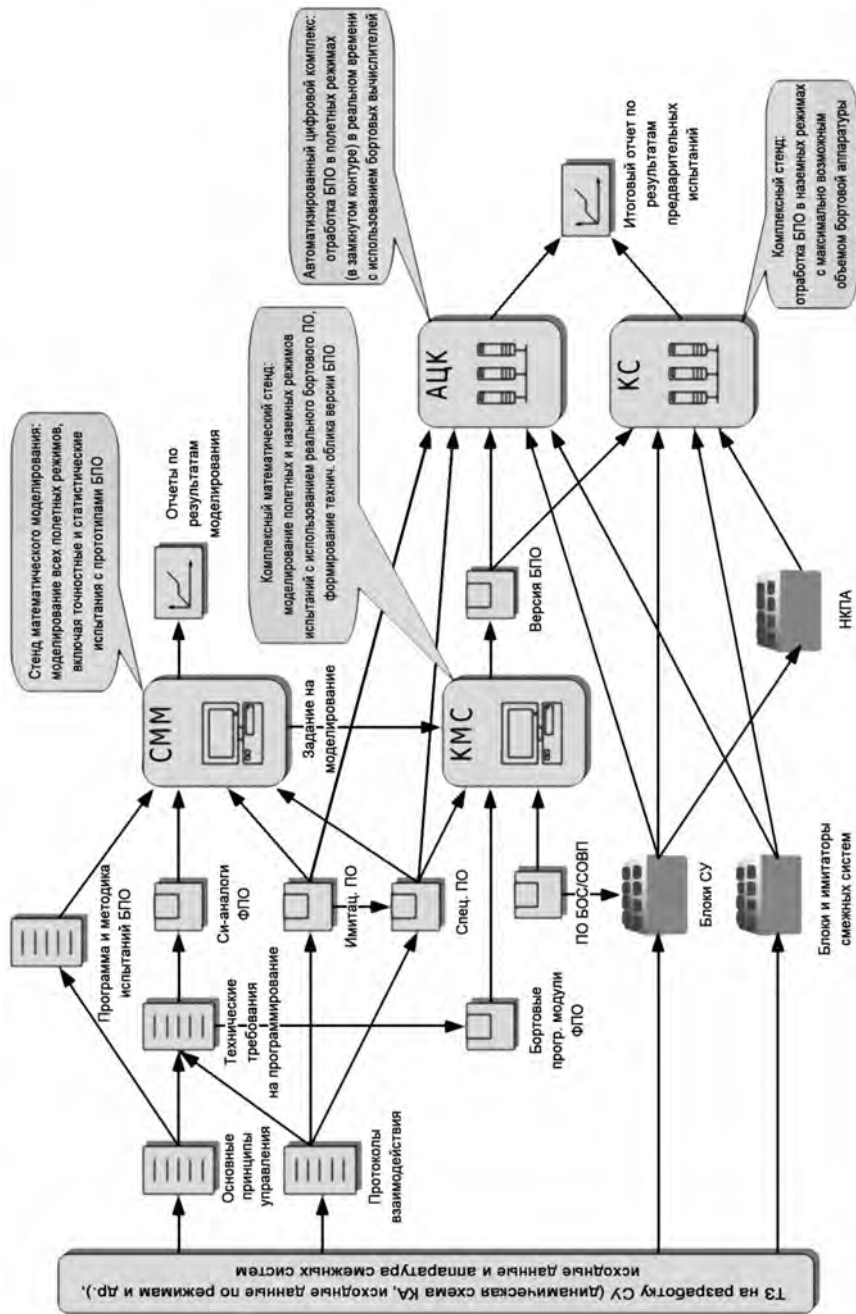 ТЗ на разработку СУ (динамическая схема КА, исходные данные по режимам и др.),
исходные данные и аппаратура смежных систем
Основные
принципы
управления
Протоколы
взаимодействия
Программа и методика
испытаний БПО
Технические
требования
на программирование
Си-аналоги
ФПО
Имитац. ПО
Спец. ПО
Бортовые
прогр. модули
ФПО
ПО БОС/СОВП
Блоки СУ
Блоки и имитаторы
смежных систем
Стенд математического моделирования:
моделирование всех полетных режимов,
включая точностные и статистические
испытания с прототипами БПО
СММ
Отчеты по
результатам
моделирования
Задание на
моделирование
Комплексный математический стенд:
моделирование полетных и наземных режимов
испытаний с использованием реального бортового ПО,
формирование технич. облика версии БПО
КМС
Версия БПО
НКПА
Автоматизированный цифровой комплекс:
отработка БПО в полетных режимах
(в замкнутом контуре) в реальном времени
с использованием бортовых вычислителей
АЦК
КС
Итоговый отчет по
результатам
предварительных
испытаний
Комплексный стенд:
отработка БПО в наземных режимах
с максимально возможным
объемом бортовой аппаратуры